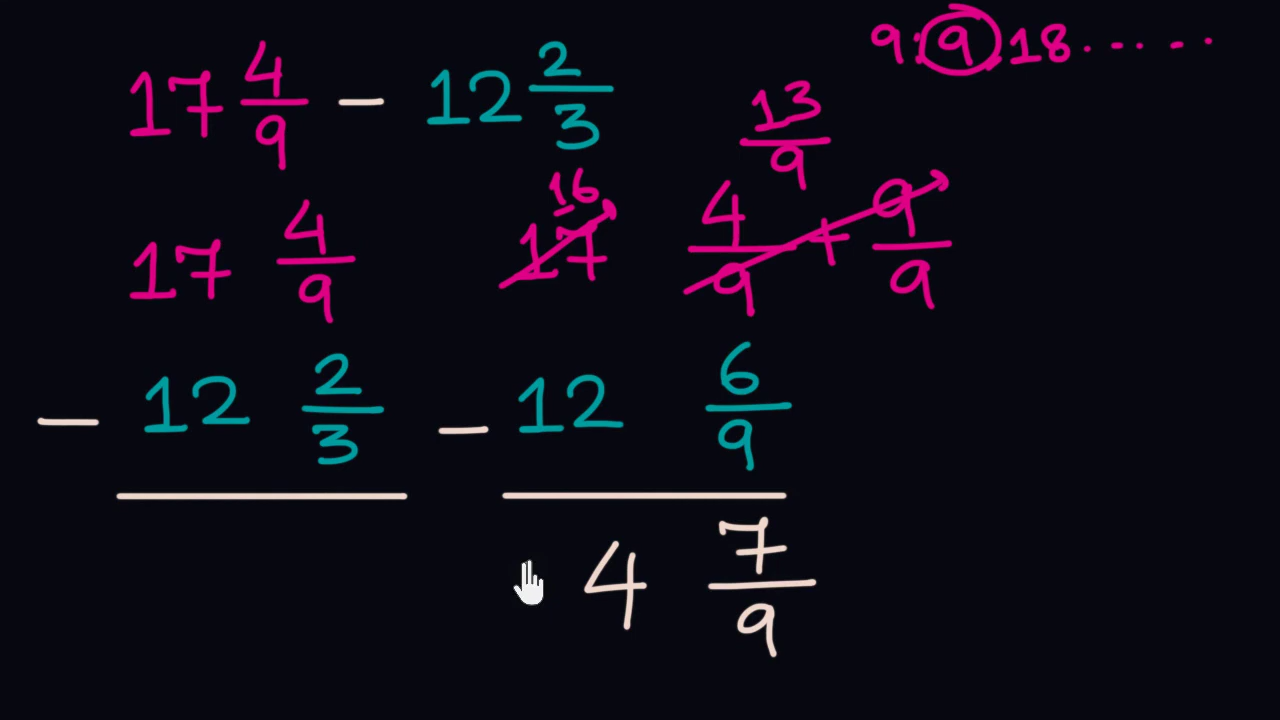 9: 9 18 . . . . .
17 4/9 - 12 2/3
13/9
16
17 4/9 17 4/9 + 9/9
- 12 2/3 - 12 6/9
4 7/9